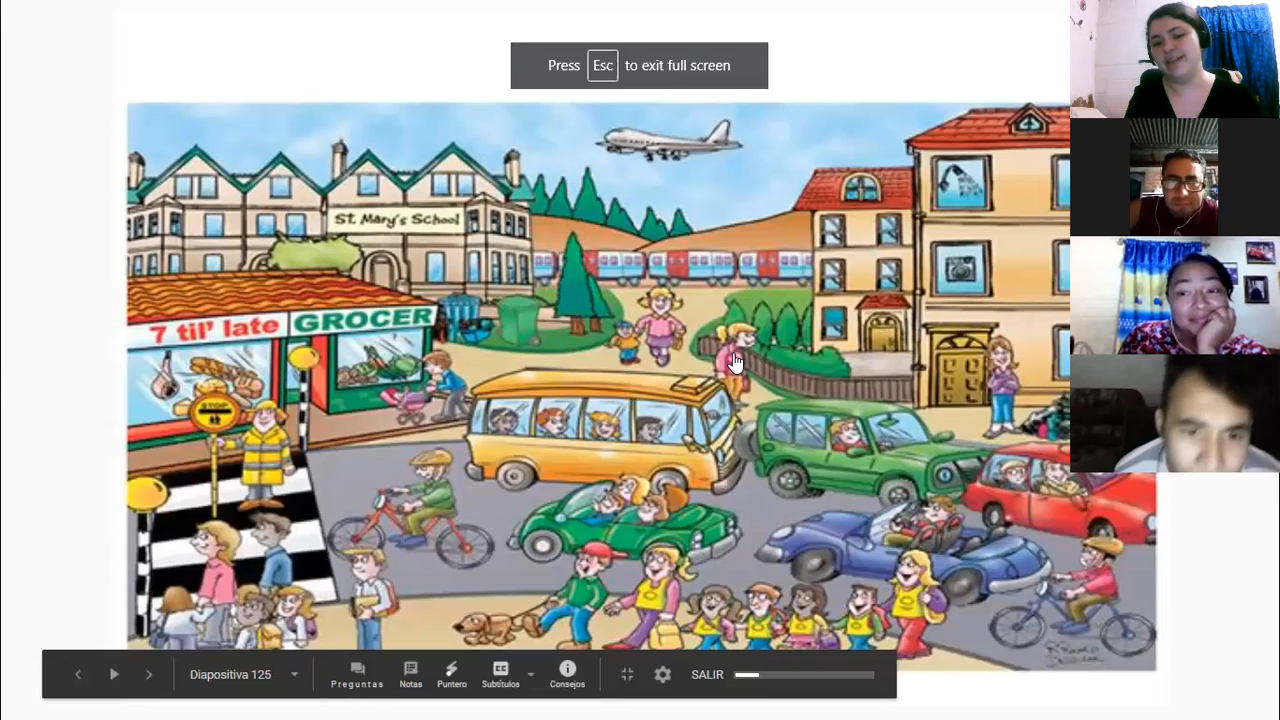 Press Esc to exit full screen
St. Mary's School
7 til' late
GROCER
STOP
Diapositiva 125
Preguntas
Notas
Puntero
CC
Subtítulos
Consejos
SALIR